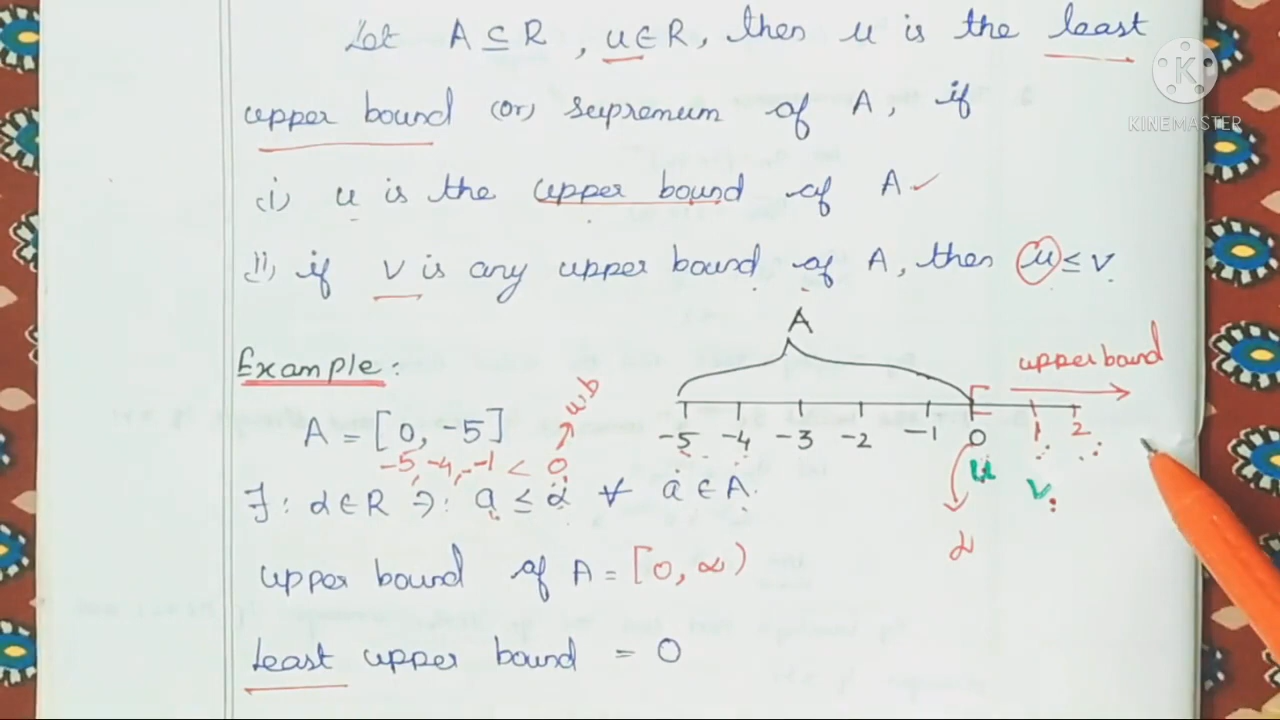 Let A ⊆ R, u ∈ R, then u is the least
upper bound (or) supremum of A, if
(i) u is the upper bound of A ✓
(ii) if v is any upper bound of A, then u ≤ v.
Example:
A = [0, -5]
-5, -4, -1 < 0 → ub
∃ : α ∈ R ∋: a ≤ α ∀ a ∈ A.
upper bound of A = [0, ∞)
Least upper bound = 0
A
upper bound
-5 -4 -3 -2 -1 0 1 2
u v
α
K
KINEMASTER